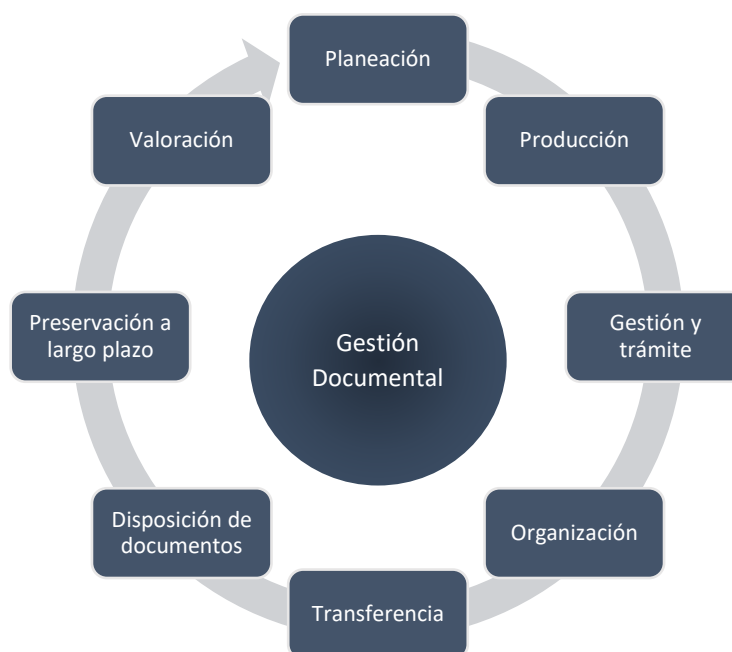 Planeación
Producción
Gestión y
trámite
Organización
Transferencia
Disposición de
documentos
Preservación a
largo plazo
Valoración
Gestión
Documental